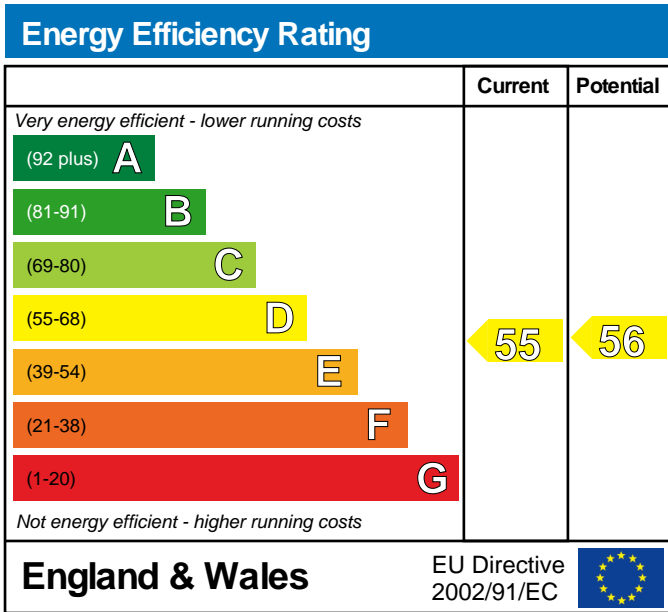 Energy Efficiency Rating
Current Potential
Very energy efficient - lower running costs
(92 plus) A
(81-91) B
(69-80) C
(55-68) D
55 56
(39-54) E
(21-38) F
(1-20) G
Not energy efficient - higher running costs
England & Wales
EU Directive
2002/91/EC